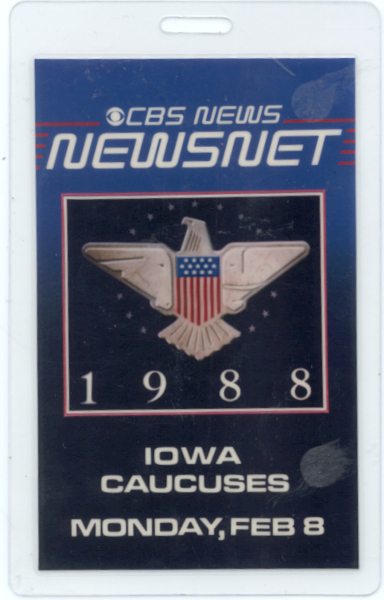 CBS NEWS
NEWSNET
1988
IOWA
CAUCUSES
MONDAY, FEB 8